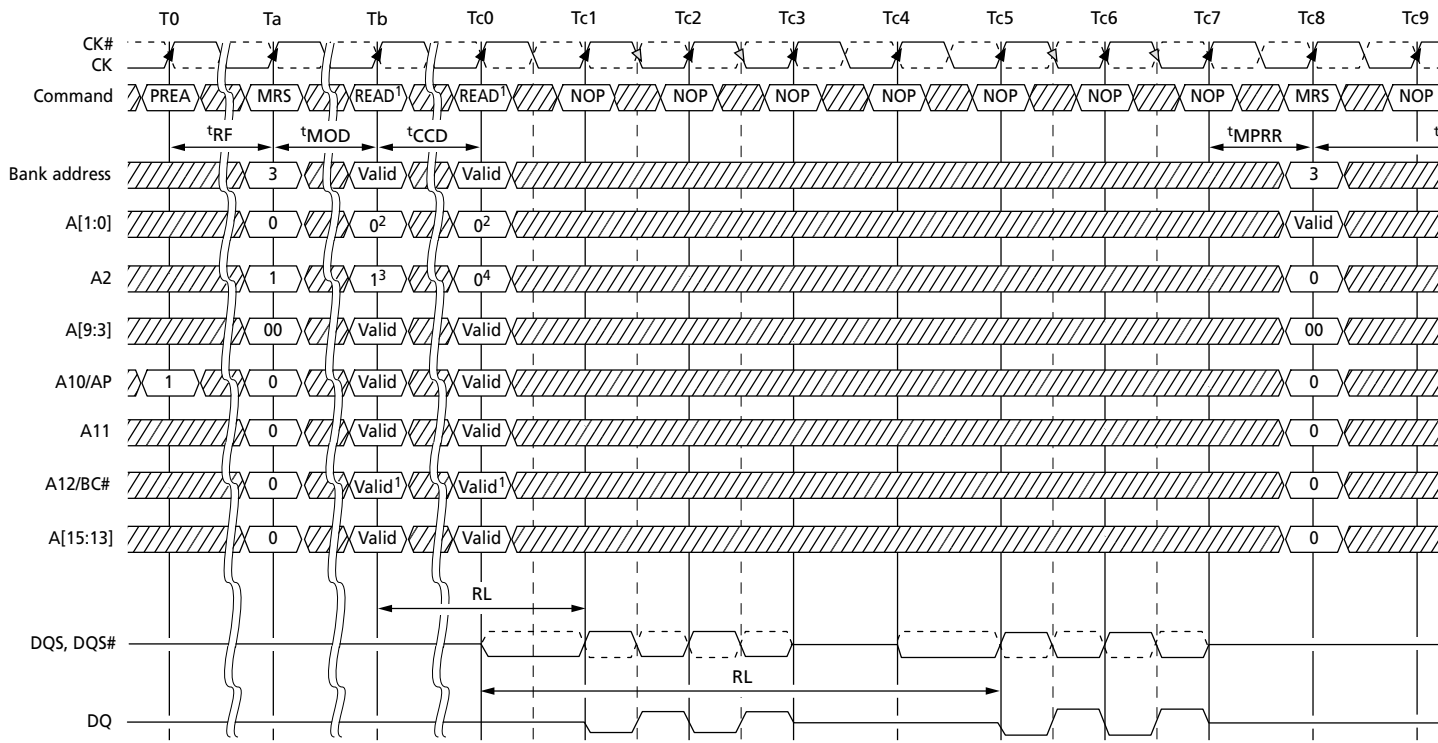 T0 Ta Tb Tc0 Tc1 Tc2 Tc3 Tc4 Tc5 Tc6 Tc7 Tc8 Tc9
CK#
CK
Command PREA MRS READ¹ READ¹ NOP NOP NOP NOP NOP NOP NOP MRS NOP
ᵗRF ᵗMOD ᵗCCD ᵗMPRR ᵗ
Bank address 3 Valid Valid 3
A[1:0] 0 0² 0² Valid
A2 1 1³ 0⁴ 0
A[9:3] 00 Valid Valid 00
A10/AP 1 0 Valid Valid 0
A11 0 Valid Valid 0
A12/BC# 0 Valid¹ Valid¹ 0
A[15:13] 0 Valid Valid 0
RL
DQS, DQS#
RL
DQ